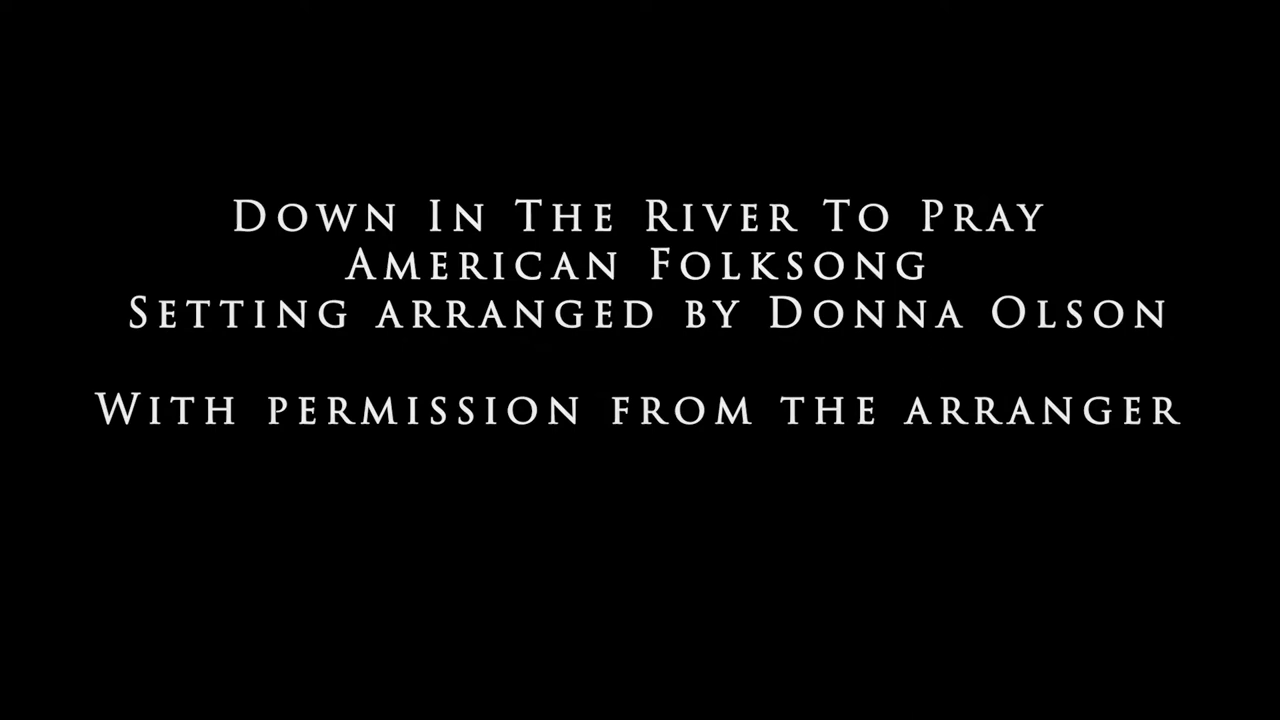 Down In The River To Pray
American Folksong
Setting arranged by Donna Olson
With permission from the arranger